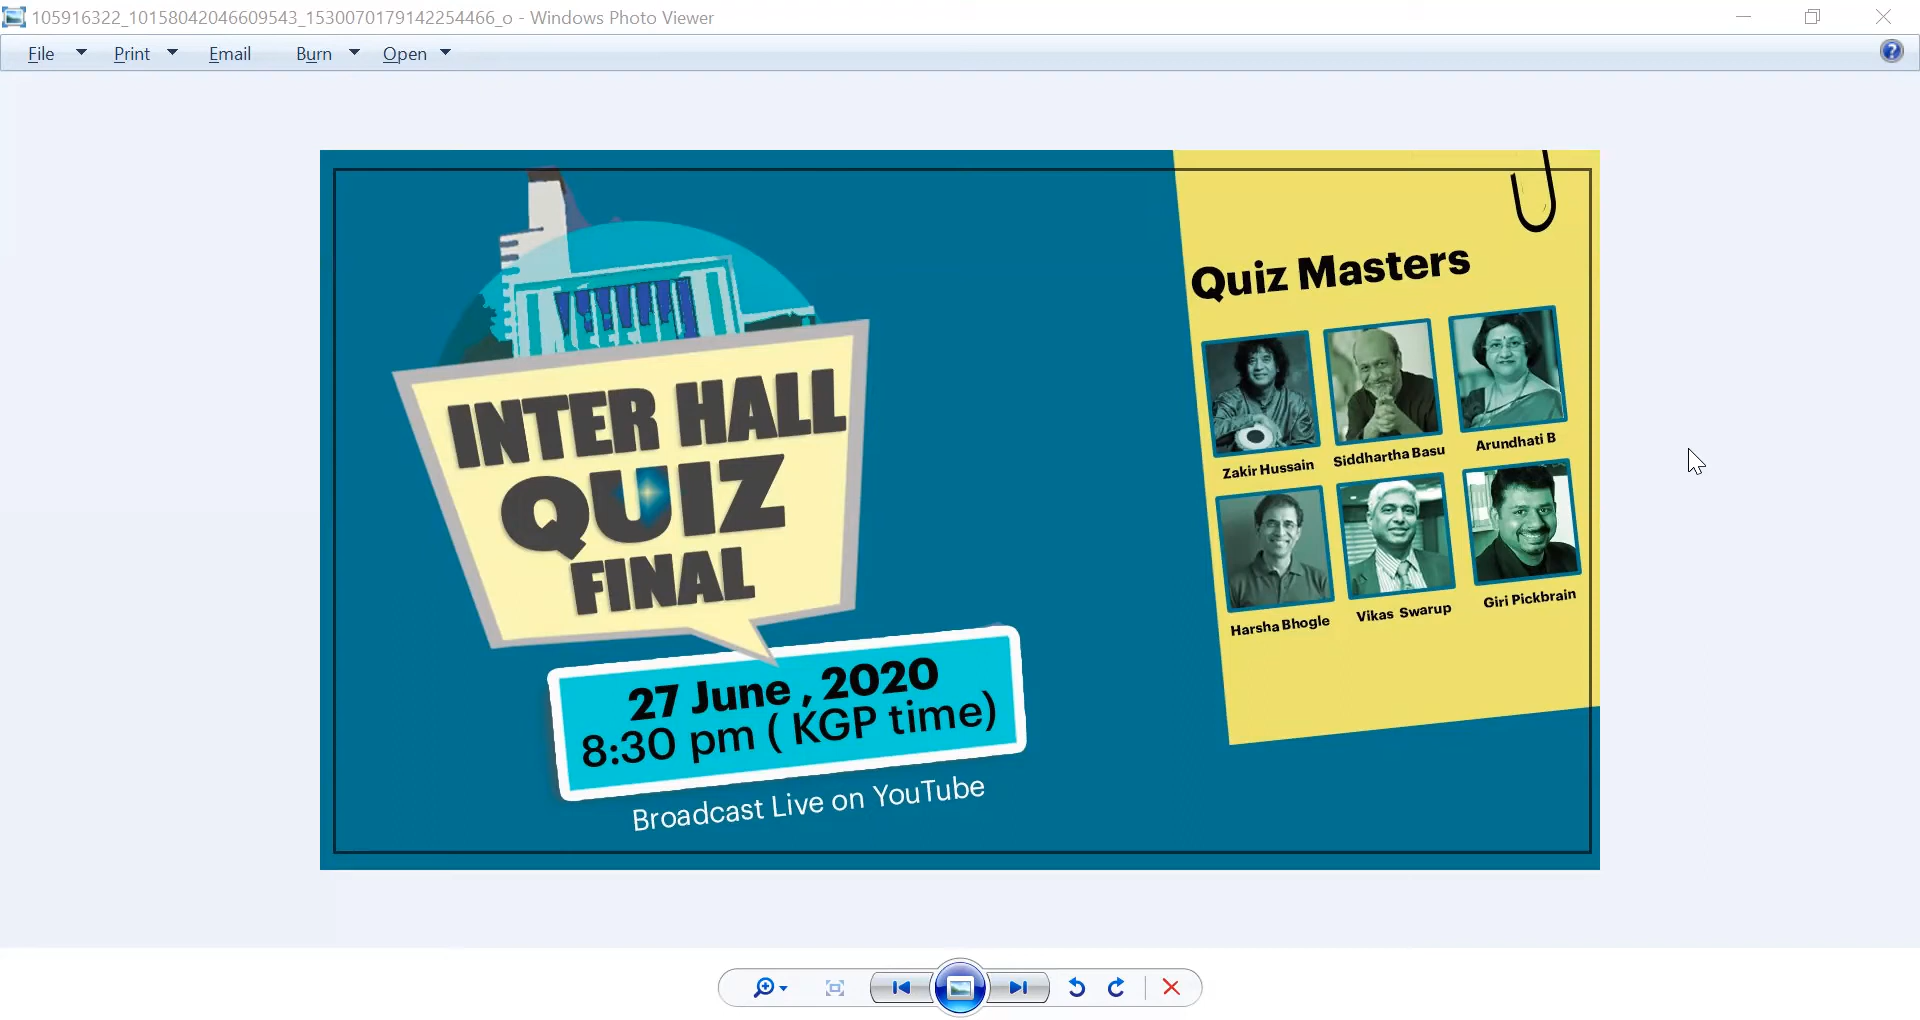 105916322_10158042046609543_1530070179142254466_o - Windows Photo Viewer
File Print Email Burn Open
INTER HALL
QUIZ
FINAL
27 June , 2020
8:30 pm ( KGP time)
Broadcast Live on YouTube
Quiz Masters
Zakir Hussain Siddhartha Basu Arundhati B
Harsha Bhogle Vikas Swarup Giri Pickbrain